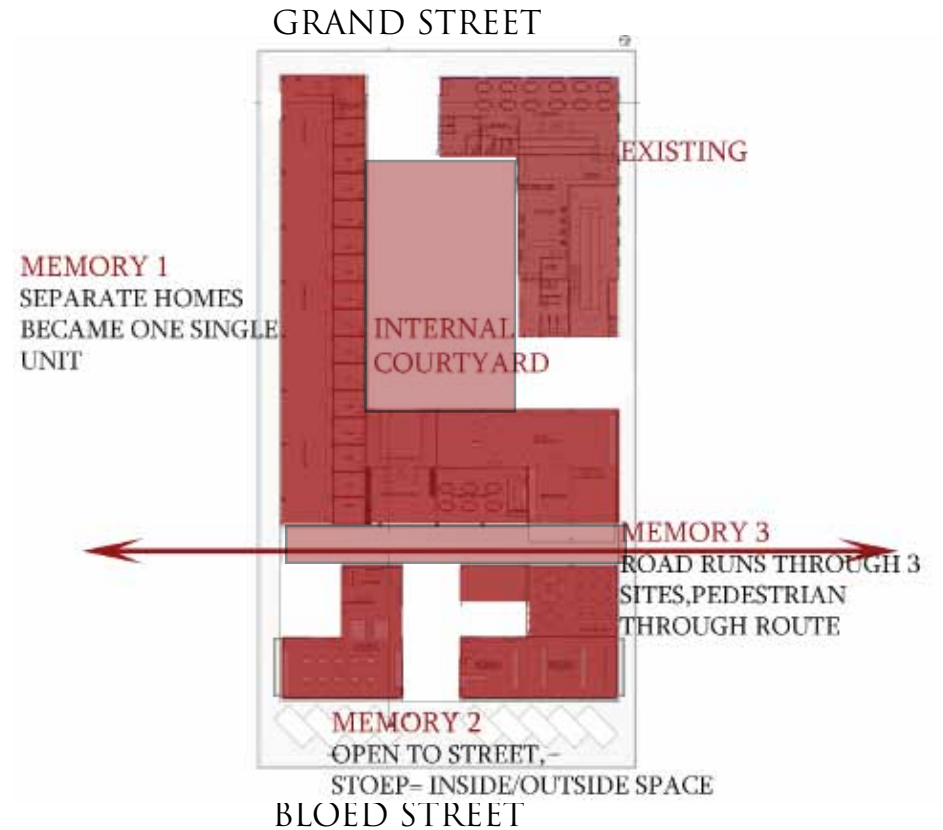 GRAND STREET
EXISTING
MEMORY 1
SEPARATE HOMES
BECAME ONE SINGLE
UNIT
INTERNAL
COURTYARD
MEMORY 3
ROAD RUNS THROUGH 3
SITES,PEDESTRIAN
THROUGH ROUTE
MEMORY 2
OPEN TO STREET,
STOEP= INSIDE/OUTSIDE SPACE
BLOED STREET